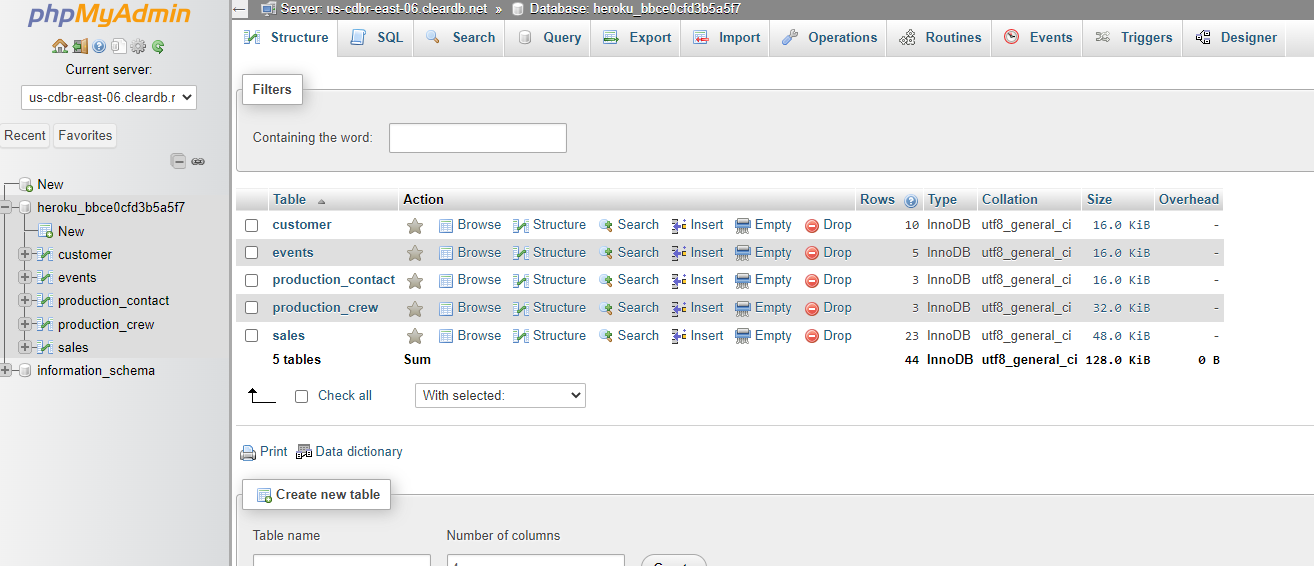 phpMyAdmin
Current server:
us-cdbr-east-06.cleardb.r
Recent Favorites
New
heroku_bbce0cfd3b5a5f7
New
customer
events
production_contact
production_crew
sales
information_schema
Server: us-cdbr-east-06.cleardb.net » Database: heroku_bbce0cfd3b5a5f7
Structure SQL Search Query Export Import Operations Routines Events Triggers Designer
Filters
Containing the word:
Table Action Rows Type Collation Size Overhead
customer Browse Structure Search Insert Empty Drop 10 InnoDB utf8_general_ci 16.0 KiB -
events Browse Structure Search Insert Empty Drop 5 InnoDB utf8_general_ci 16.0 KiB -
production_contact Browse Structure Search Insert Empty Drop 3 InnoDB utf8_general_ci 16.0 KiB -
production_crew Browse Structure Search Insert Empty Drop 3 InnoDB utf8_general_ci 32.0 KiB -
sales Browse Structure Search Insert Empty Drop 23 InnoDB utf8_general_ci 48.0 KiB -
5 tables Sum 44 InnoDB utf8_general_ci 128.0 KiB 0 B
Check all With selected:
Print Data dictionary
Create new table
Table name Number of columns